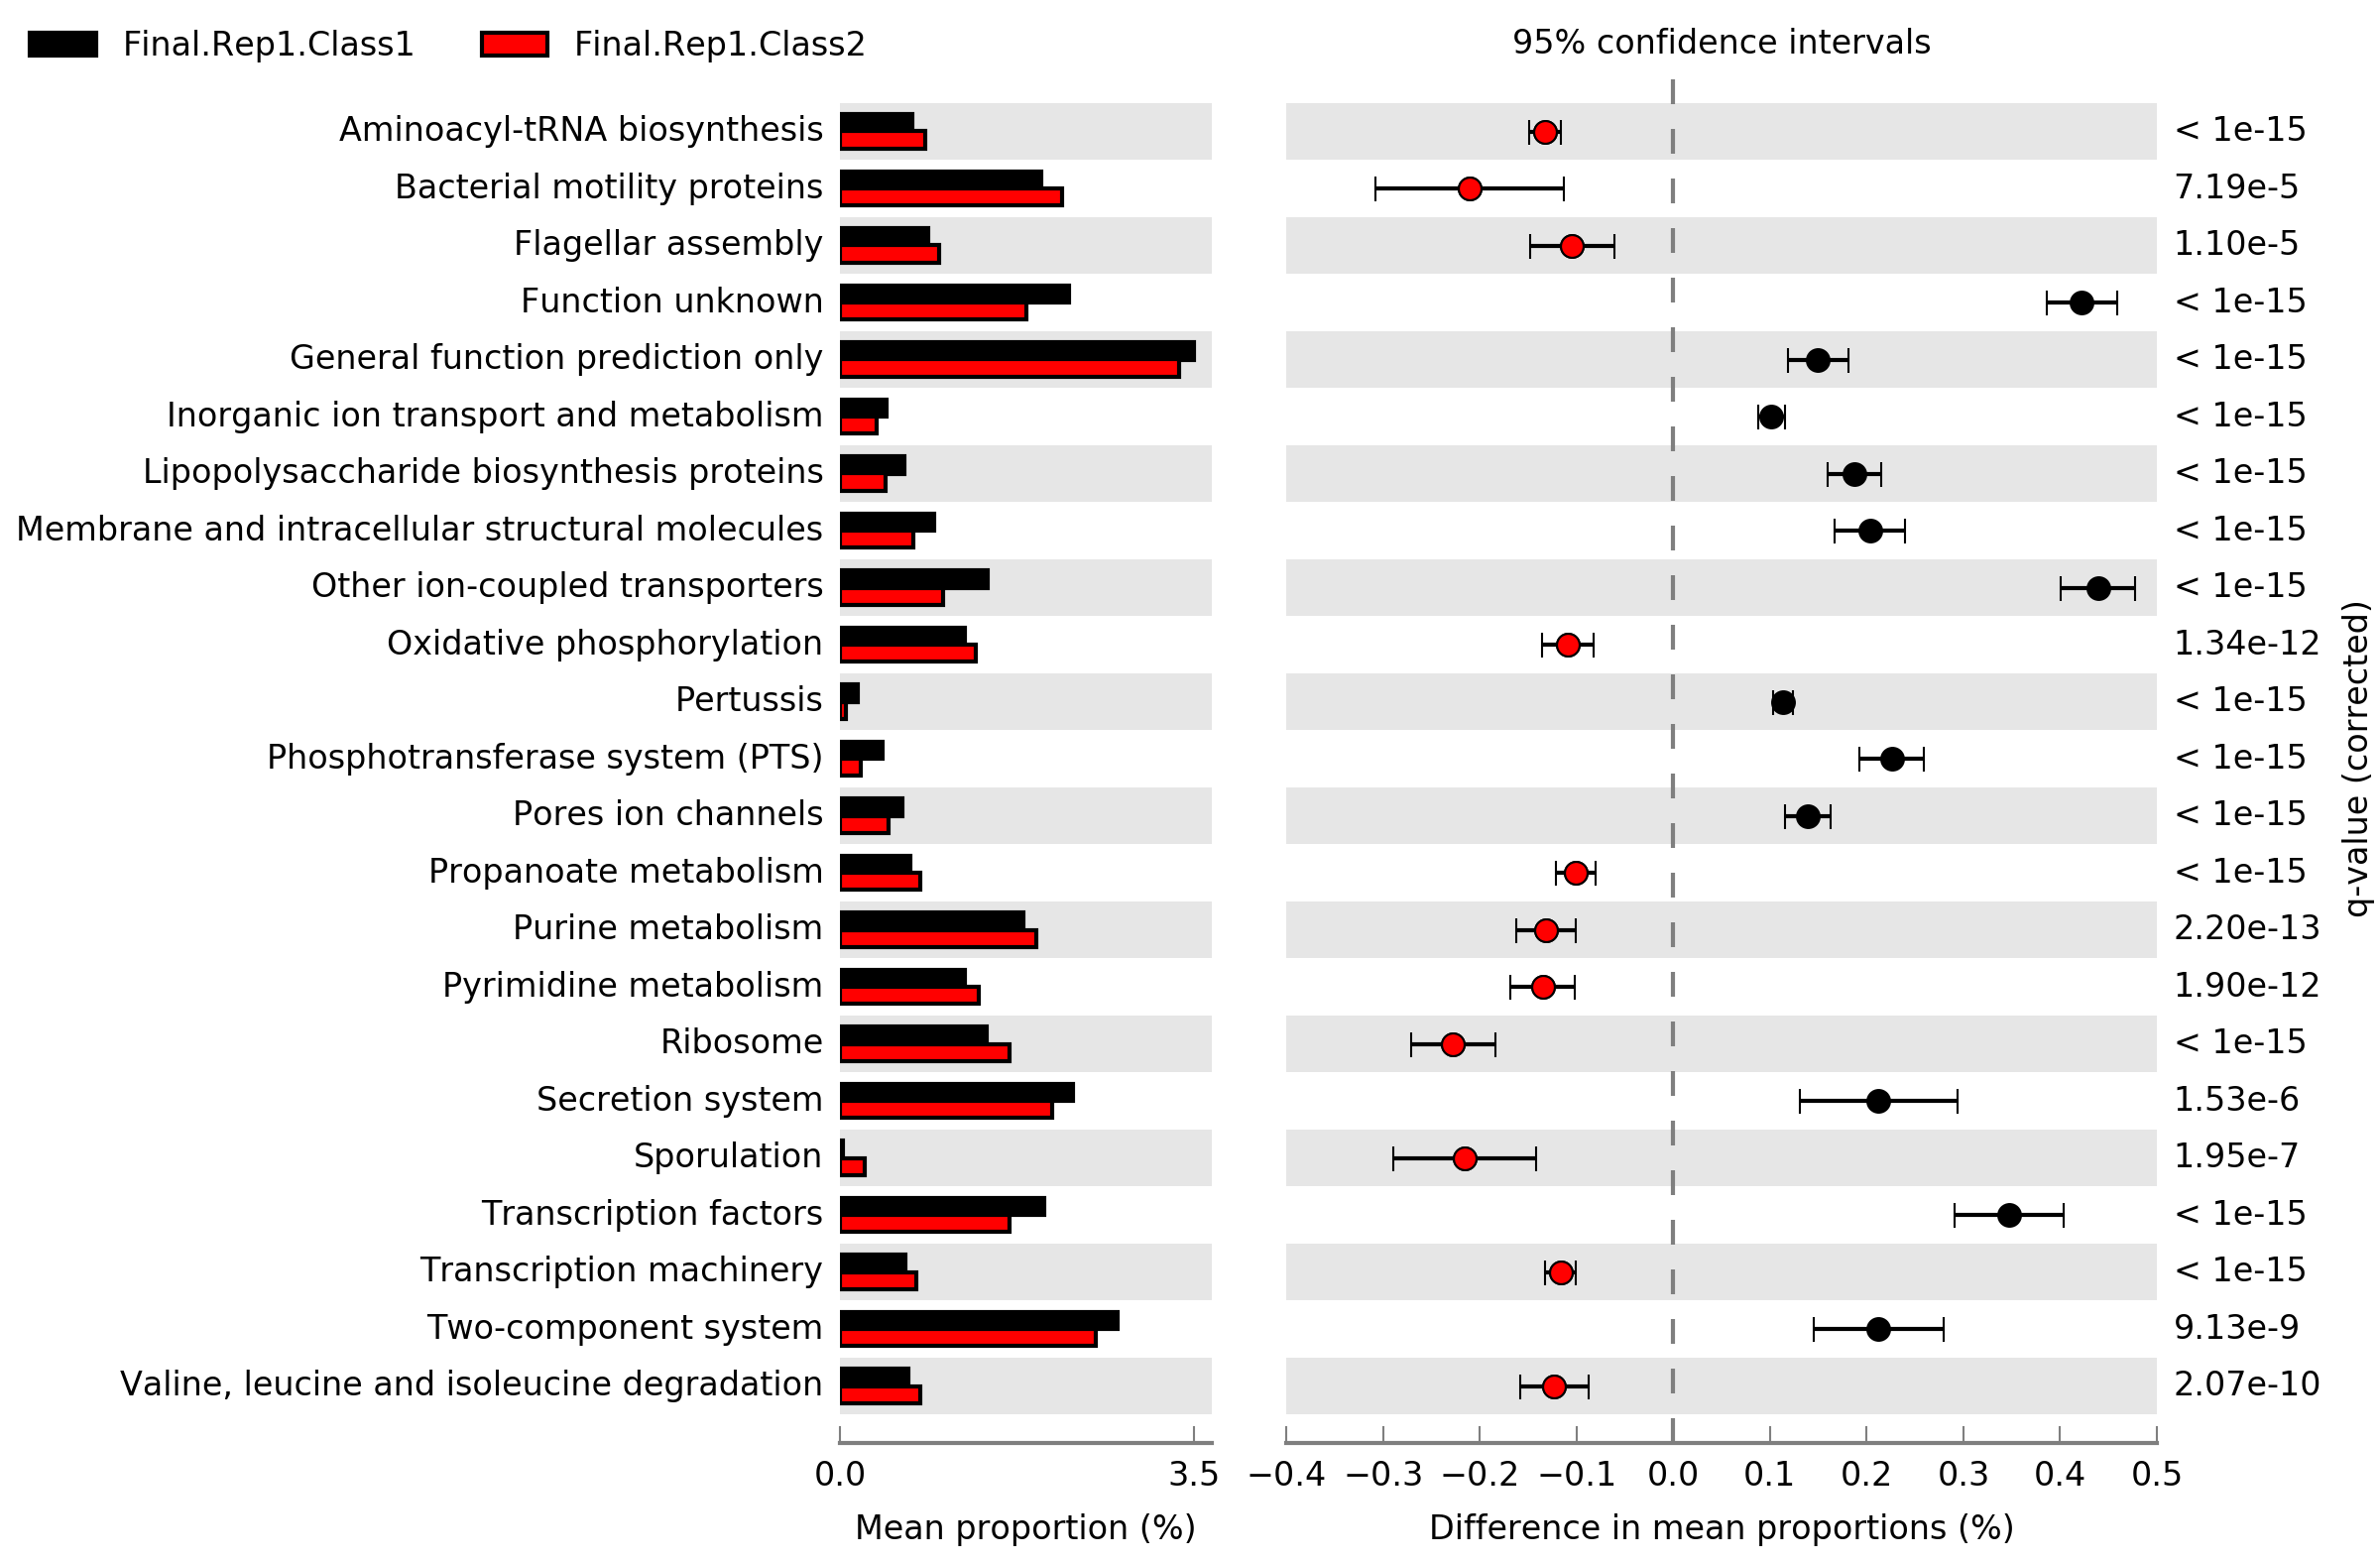 Final.Rep1.Class1 Final.Rep1.Class2
95% confidence intervals
Aminoacyl-tRNA biosynthesis < 1e-15
Bacterial motility proteins 7.19e-5
Flagellar assembly 1.10e-5
Function unknown < 1e-15
General function prediction only < 1e-15
Inorganic ion transport and metabolism < 1e-15
Lipopolysaccharide biosynthesis proteins < 1e-15
Membrane and intracellular structural molecules < 1e-15
Other ion-coupled transporters < 1e-15
Oxidative phosphorylation 1.34e-12
Pertussis < 1e-15
Phosphotransferase system (PTS) < 1e-15
Pores ion channels < 1e-15
Propanoate metabolism < 1e-15
Purine metabolism 2.20e-13
Pyrimidine metabolism 1.90e-12
Ribosome < 1e-15
Secretion system 1.53e-6
Sporulation 1.95e-7
Transcription factors < 1e-15
Transcription machinery < 1e-15
Two-component system 9.13e-9
Valine, leucine and isoleucine degradation 2.07e-10
q-value (corrected)
0.0 3.5 −0.4 −0.3 −0.2 −0.1 0.0 0.1 0.2 0.3 0.4 0.5
Mean proportion (%) Difference in mean proportions (%)